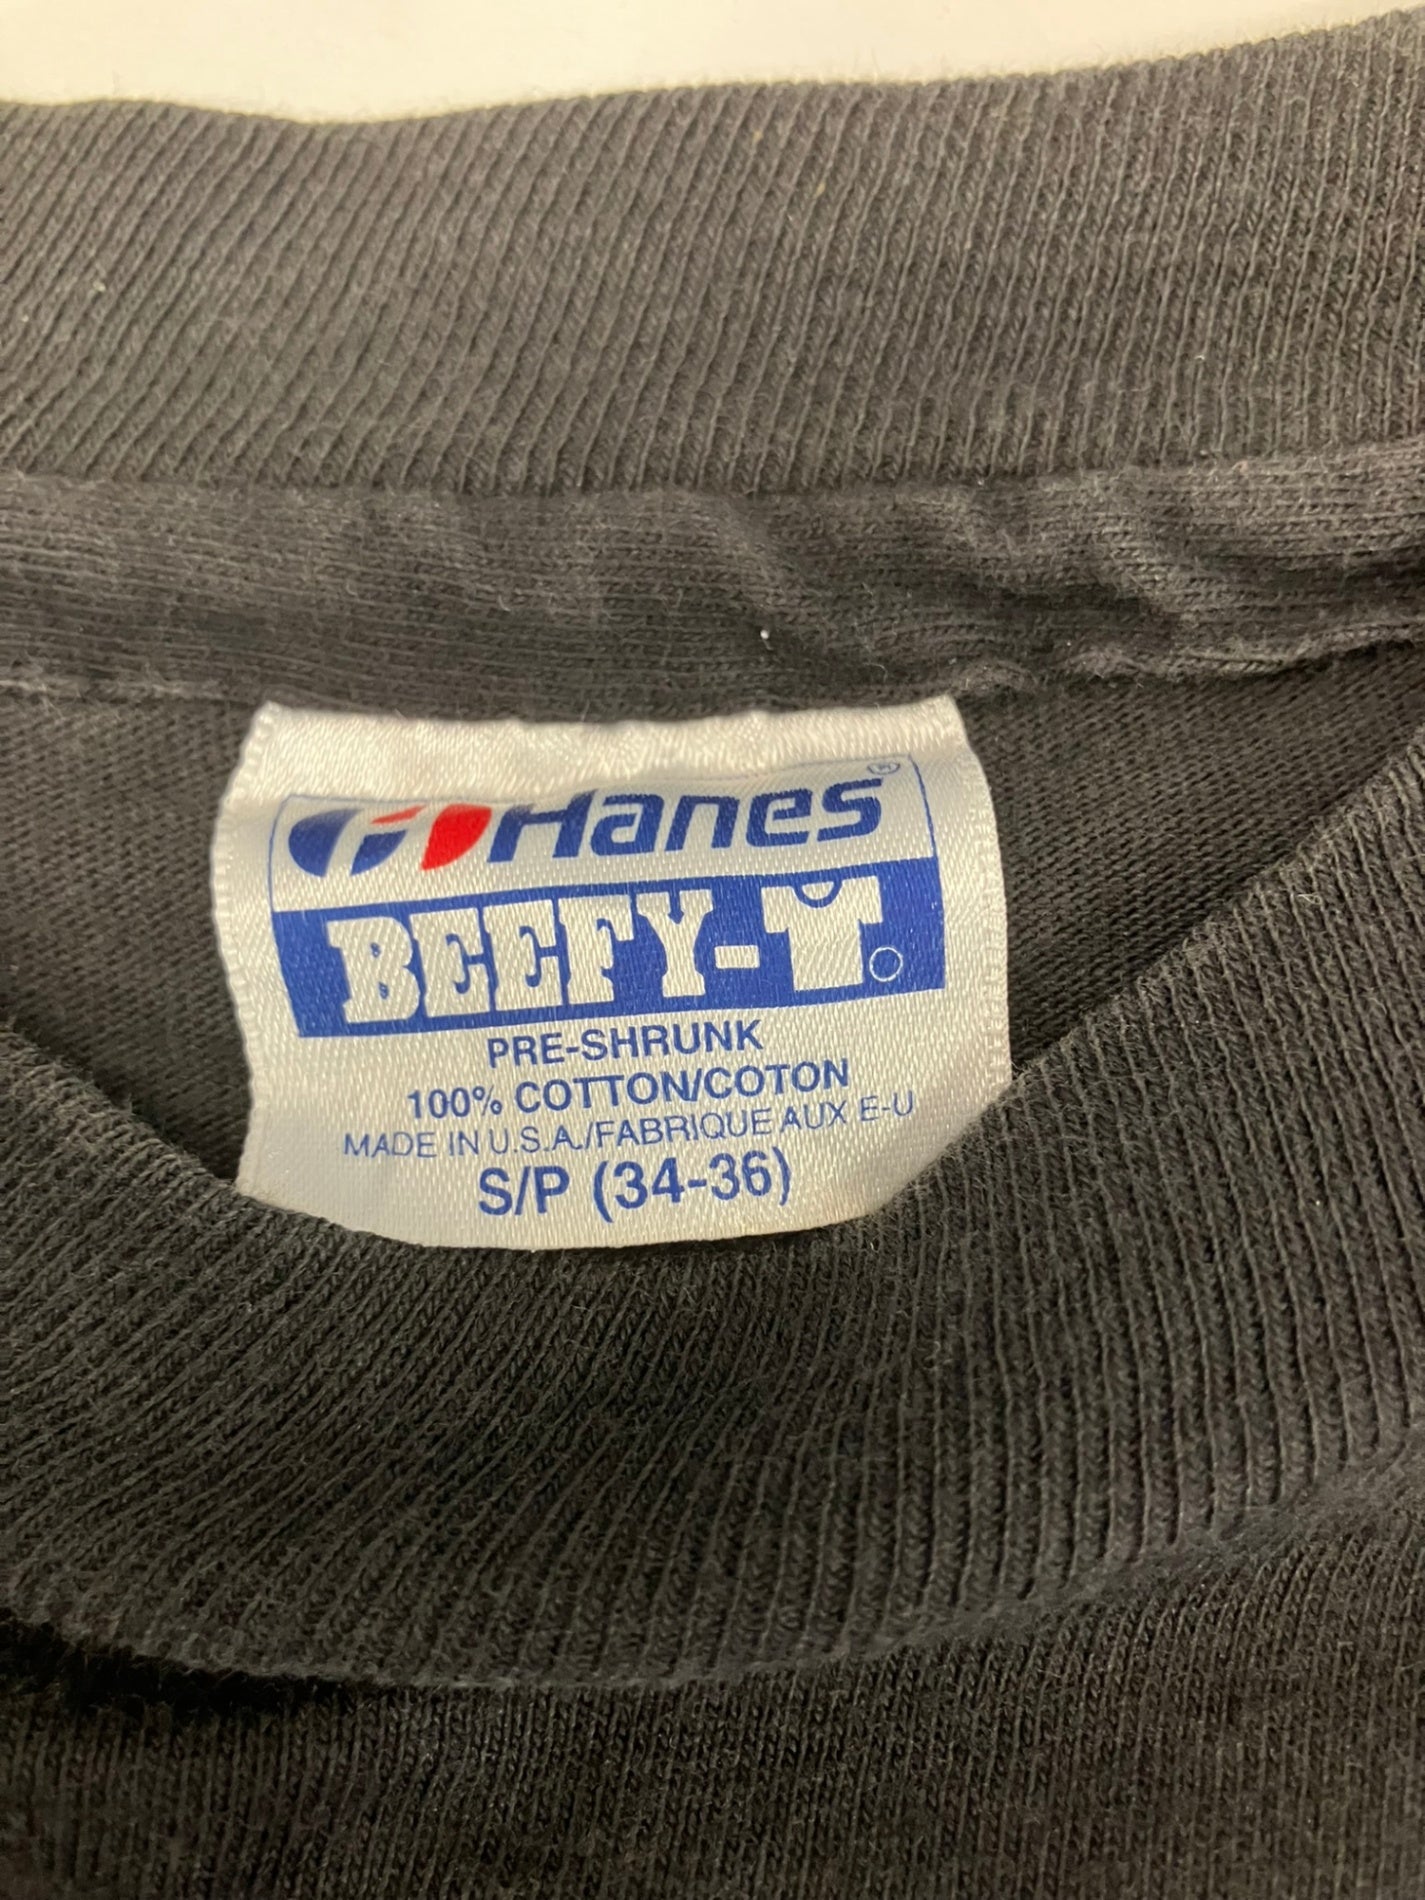 Hanes®
BEEFY-T
PRE-SHRUNK
100% COTTON/COTON
MADE IN U.S.A./FABRIQUE AUX E-U
S/P (34-36)